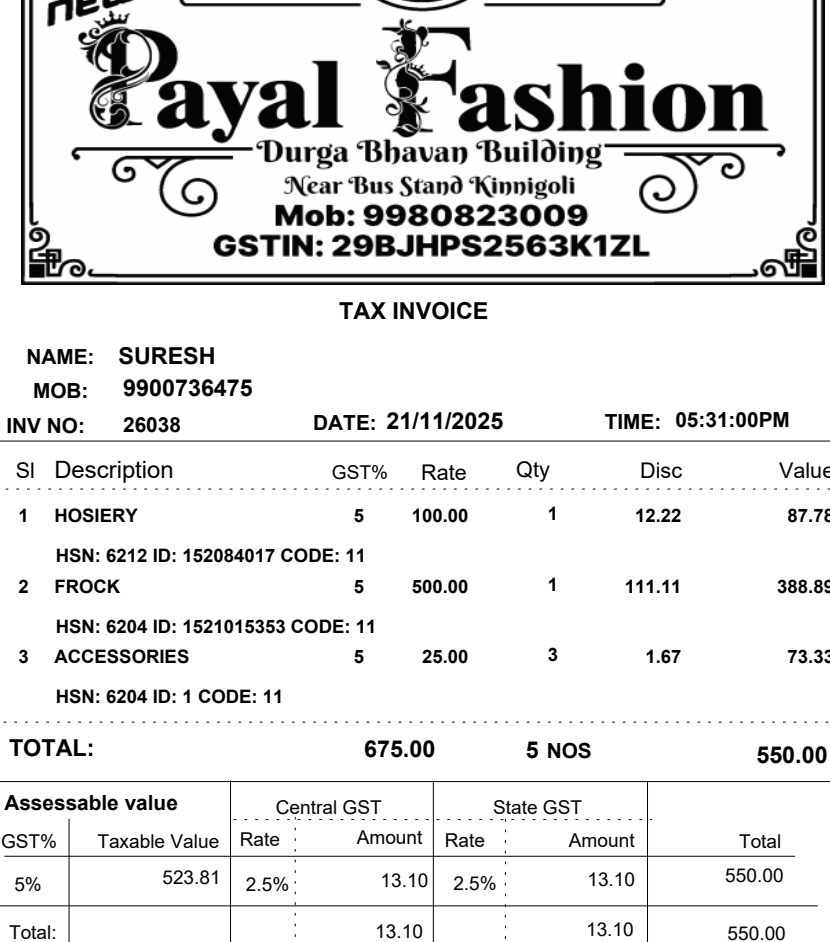 new
Payal Fashion
Durga Bhavan Building
Near Bus Stand Kinnigoli
Mob: 9980823009
GSTIN: 29BJHPS2563K1ZL
TAX INVOICE
NAME: SURESH
MOB: 9900736475
INV NO: 26038 DATE: 21/11/2025 TIME: 05:31:00PM
Sl Description GST% Rate Qty Disc Value
1 HOSIERY 5 100.00 1 12.22 87.78
HSN: 6212 ID: 152084017 CODE: 11
2 FROCK 5 500.00 1 111.11 388.89
HSN: 6204 ID: 1521015353 CODE: 11
3 ACCESSORIES 5 25.00 3 1.67 73.33
HSN: 6204 ID: 1 CODE: 11
TOTAL: 675.00 5 NOS 550.00
Assessable value Central GST State GST
GST% Taxable Value Rate Amount Rate Amount Total
5% 523.81 2.5% 13.10 2.5% 13.10 550.00
Total: 13.10 13.10 550.00